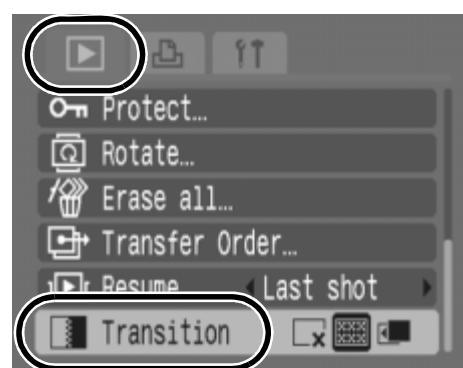 Protect...
Rotate...
Erase all...
Transfer Order...
Resume Last shot
Transition